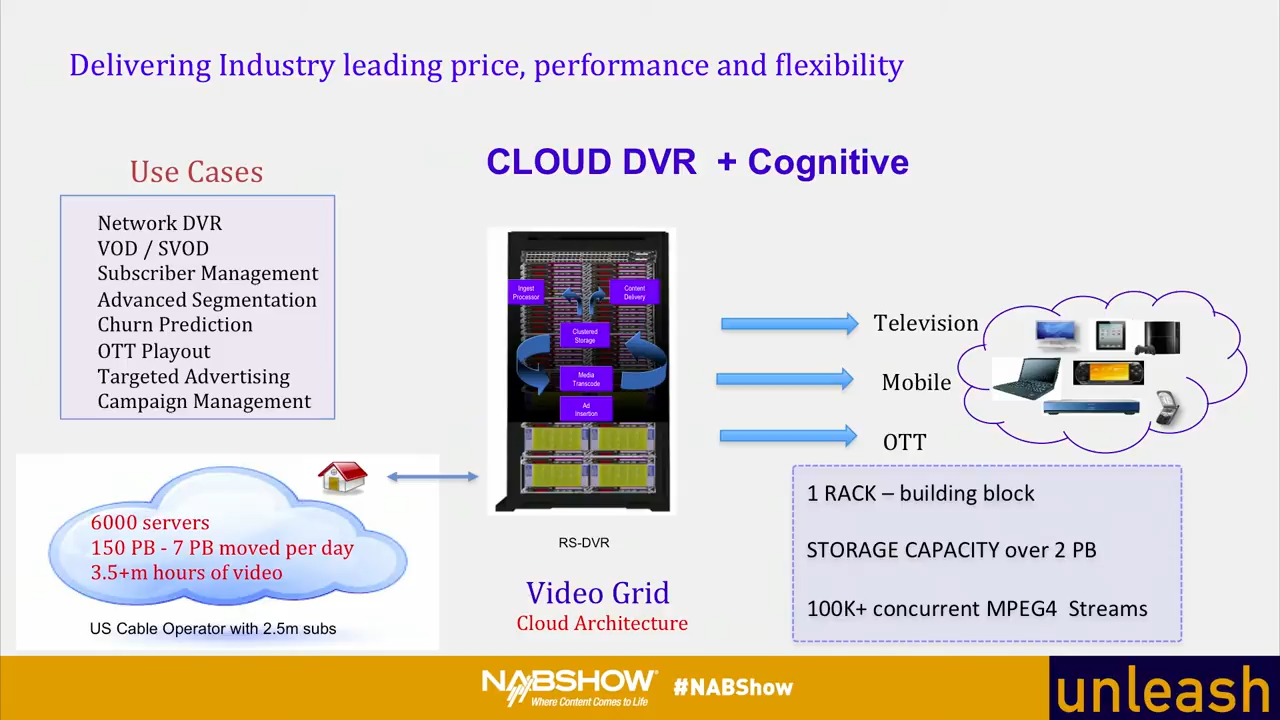 Delivering Industry leading price, performance and flexibility
CLOUD DVR + Cognitive
Use Cases
Network DVR
VOD / SVOD
Subscriber Management
Advanced Segmentation
Churn Prediction
OTT Playout
Targeted Advertising
Campaign Management
Ingest
Processor
Content
Delivery
Clustered
Storage
Media
Transcode
Ad
Insertion
Television
Mobile
OTT
6000 servers
150 PB - 7 PB moved per day
3.5+m hours of video
US Cable Operator with 2.5m subs
RS-DVR
Video Grid
Cloud Architecture
1 RACK – building block
STORAGE CAPACITY over 2 PB
100K+ concurrent MPEG4 Streams
NABSHOW®
Where Content Comes to Life
#NABShow
unleash